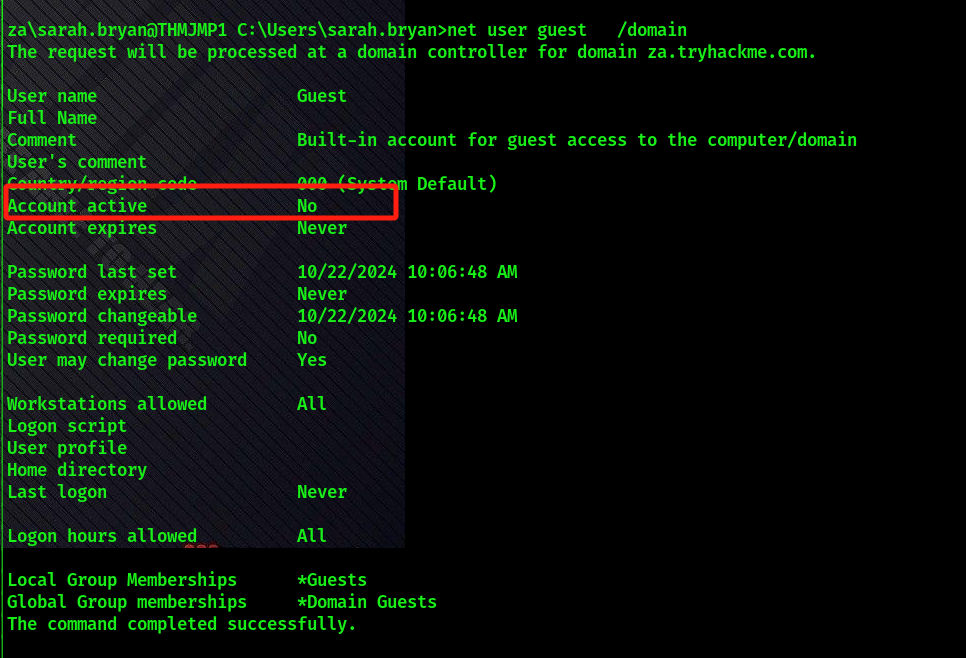 za\sarah.bryan@THMJMP1 C:\Users\sarah.bryan>net user guest   /domain
The request will be processed at a domain controller for domain za.tryhackme.com.
User name                    Guest
Full Name
Comment                      Built-in account for guest access to the computer/domain
User's comment
Country/region code          000 (System Default)
Account active               No
Account expires              Never
Password last set            10/22/2024 10:06:48 AM
Password expires             Never
Password changeable          10/22/2024 10:06:48 AM
Password required            No
User may change password     Yes
Workstations allowed         All
Logon script
User profile
Home directory
Last logon                   Never
Logon hours allowed          All
Local Group Memberships      *Guests
Global Group memberships     *Domain Guests
The command completed successfully.